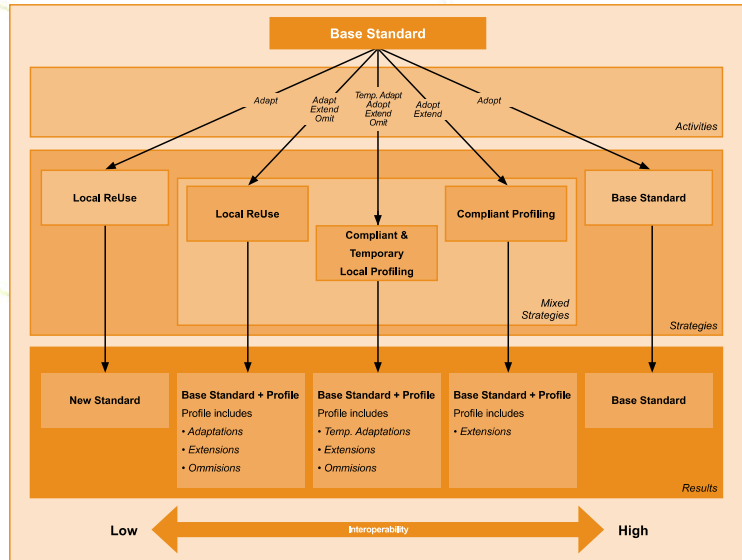 Base Standard
Adapt
Adapt
Extend
Omit
Temp. Adapt
Adopt
Extend
Omit
Adopt
Extend
Adopt
Activities
Local ReUse
Local ReUse
Compliant &
Temporary
Local Profiling
Compliant Profiling
Base Standard
Mixed
Strategies
Strategies
New Standard
Base Standard + Profile
Profile includes
• Adaptations
• Extensions
• Ommisions
Base Standard + Profile
Profile includes
• Temp. Adaptations
• Extensions
• Ommisions
Base Standard + Profile
Profile includes
• Extensions
Base Standard
Results
Low
Interoperability
High